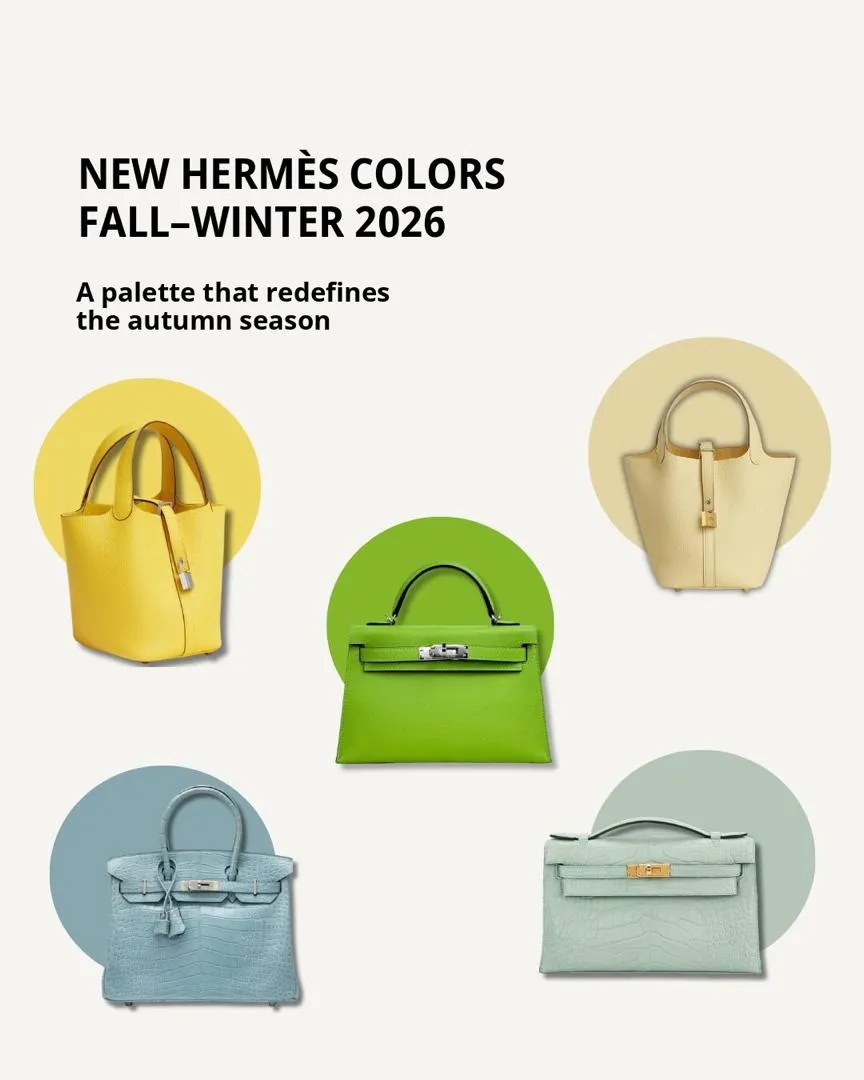 NEW HERMÈS COLORS
FALL–WINTER 2026
A palette that redefines
the autumn season